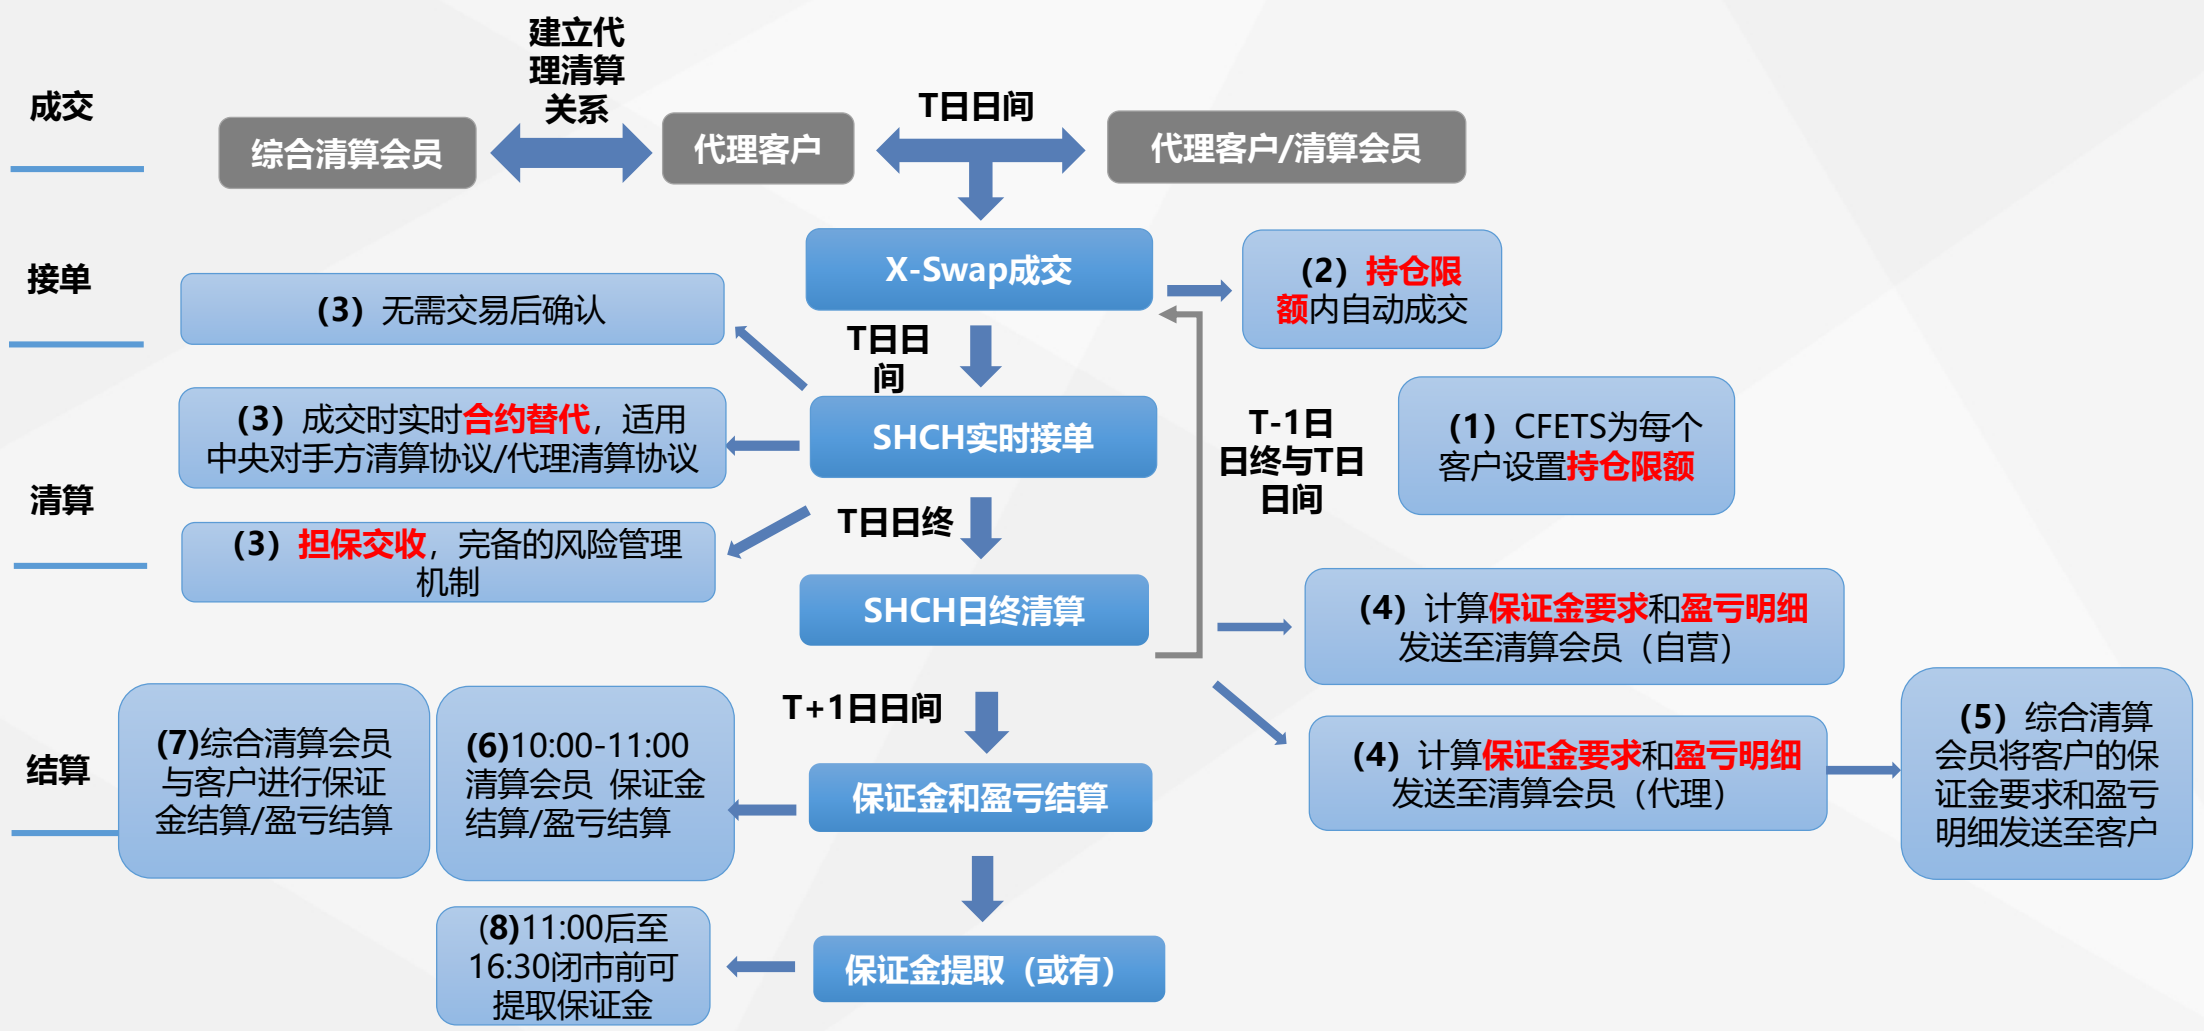 建立代
理清算
关系
成交
T日日间
综合清算会员
代理客户
代理客户/清算会员
接单
X-Swap成交
（2）持仓限
额内自动成交
（3）无需交易后确认
T日日
间
（1）CFETS为每个
客户设置持仓限额
（3）成交时实时合约替代，适用
中央对手方清算协议/代理清算协议
SHCH实时接单
T-1日
日终与T日
日间
清算
T日日终
（3）担保交收，完备的风险管理
机制
SHCH日终清算
（4）计算保证金要求和盈亏明细
发送至清算会员（自营）
结算
T+1日日间
(7)综合清算会员
与客户进行保证
金结算/盈亏结算
(6)10:00-11:00
清算会员 保证金
结算/盈亏结算
保证金和盈亏结算
（4）计算保证金要求和盈亏明细
发送至清算会员（代理）
（5）综合清算
会员将客户的保
证金要求和盈亏
明细发送至客户
(8)11:00后至
16:30闭市前可
提取保证金
保证金提取（或有）